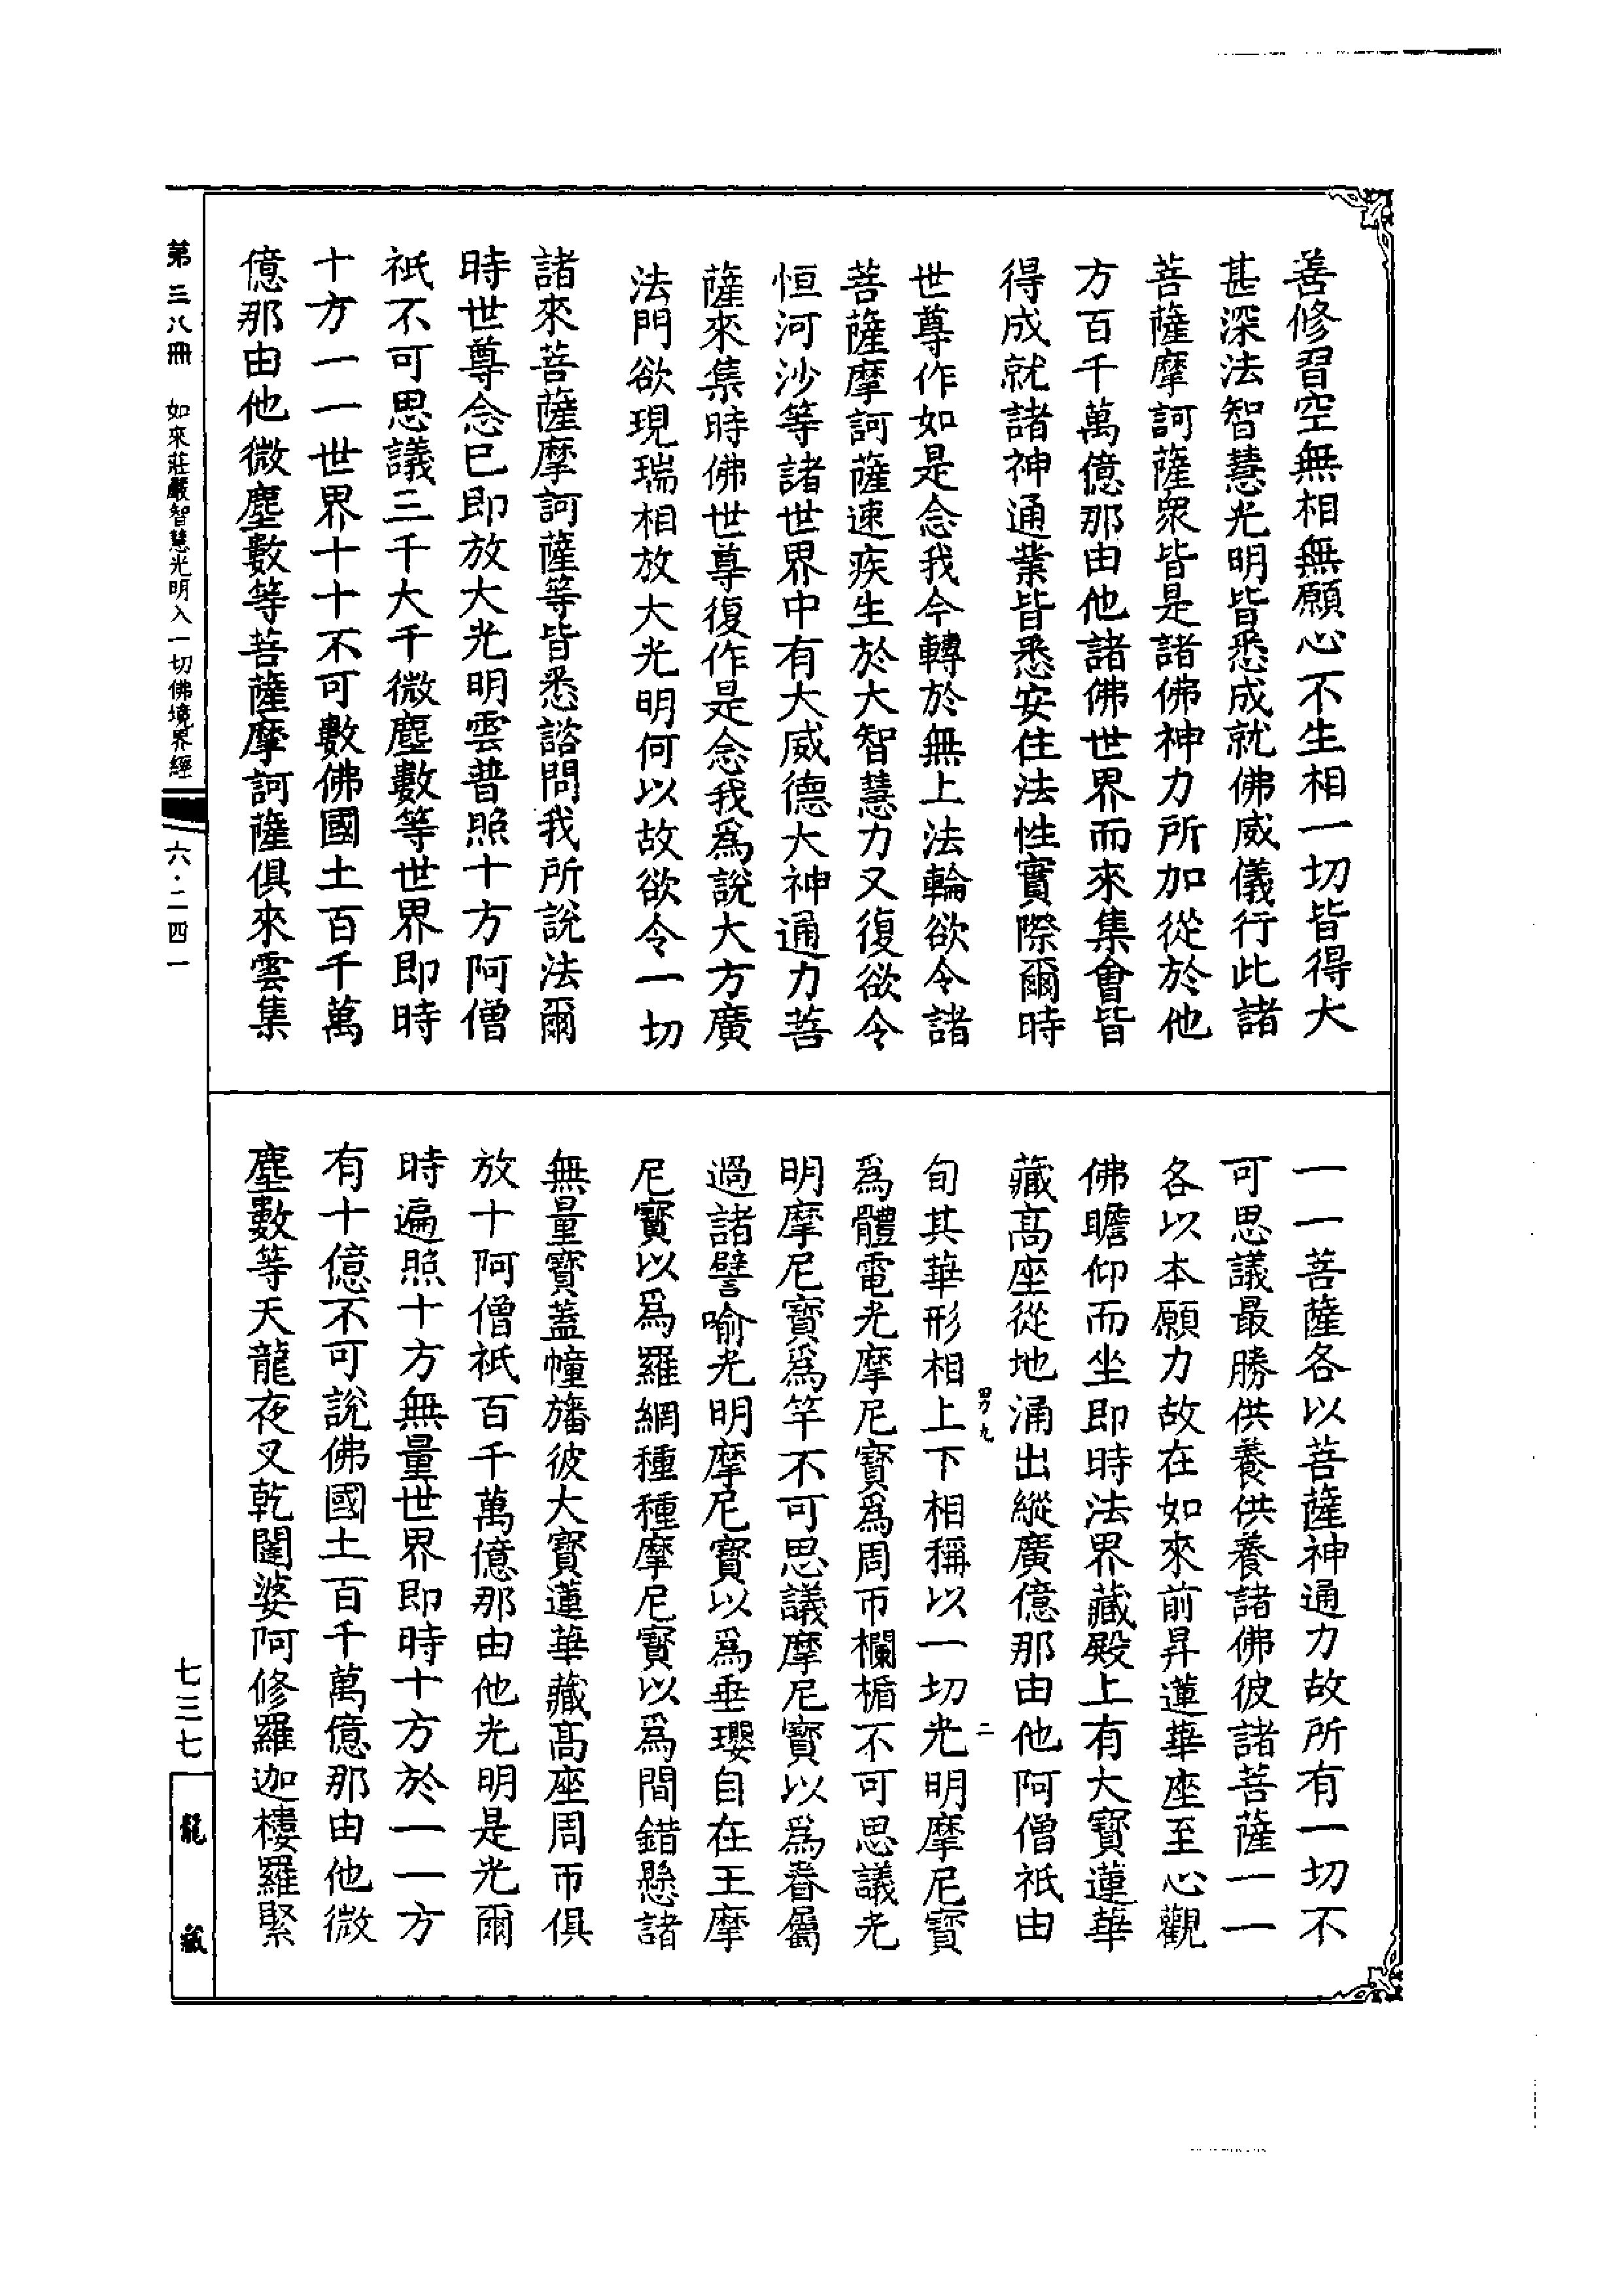 善修習空無相無願心不生相一切皆得大
甚深法智慧光明皆悉成就佛威儀行此諸
菩薩摩訶薩衆皆是諸佛神力所加從於他
方百千萬億那由他諸佛世界而來集會皆
得成就諸神通業皆悉安住法性實際爾時
世尊作如是念我今轉於無上法輪欲令諸
菩薩摩訶薩速疾生於大智慧力又復欲令
恒河沙等諸世界中有大威德大神通力菩
薩來集時佛世尊復作是念我爲說大方廣
法門欲現瑞相放大光明何以故欲令一切
諸來菩薩摩訶薩等皆悉諮問我所說法爾
時世尊念已即放大光明雲普照十方阿僧
祇不可思議三千大千微塵數等世界即時
十方一一世界十十不可數佛國土百千萬
億那由他微塵數等菩薩摩訶薩俱來雲集
一一菩薩各以菩薩神通力故所有一切不
可思議最勝供養供養諸佛彼諸菩薩一一
各以本願力故在如來前昇蓮華座至心觀
佛瞻仰而坐即時法界藏殿上有大寶蓮華
藏高座從地涌出縱廣億那由他阿僧祇由
旬其華形相上下相稱以一切光明摩尼寶
爲體電光摩尼寶爲周帀欄楯不可思議光
明摩尼寶爲竿不可思議摩尼寶以爲眷屬
過諸譬喻光明摩尼寶以爲垂瓔自在王摩
尼寶以爲羅網種種摩尼寶以爲間錯懸諸
無量寶蓋幢旛彼大寶蓮華藏高座周帀俱
放十阿僧祇百千萬億那由他光明是光爾
時遍照十方無量世界即時十方於一一方
有十億不可說佛國土百千萬億那由他微
塵數等天龍夜叉乾闥婆阿修羅迦樓羅緊
第三八冊 如來莊嚴智慧光明入一切佛境界經
六·二四一
七三七
龍藏
九
二